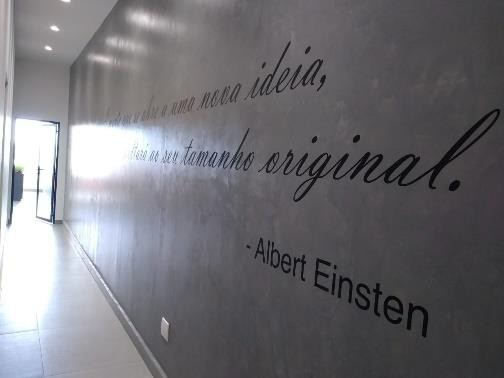 se abre a uma nova ideia,
ao seu tamanho original.
- Albert Einsten